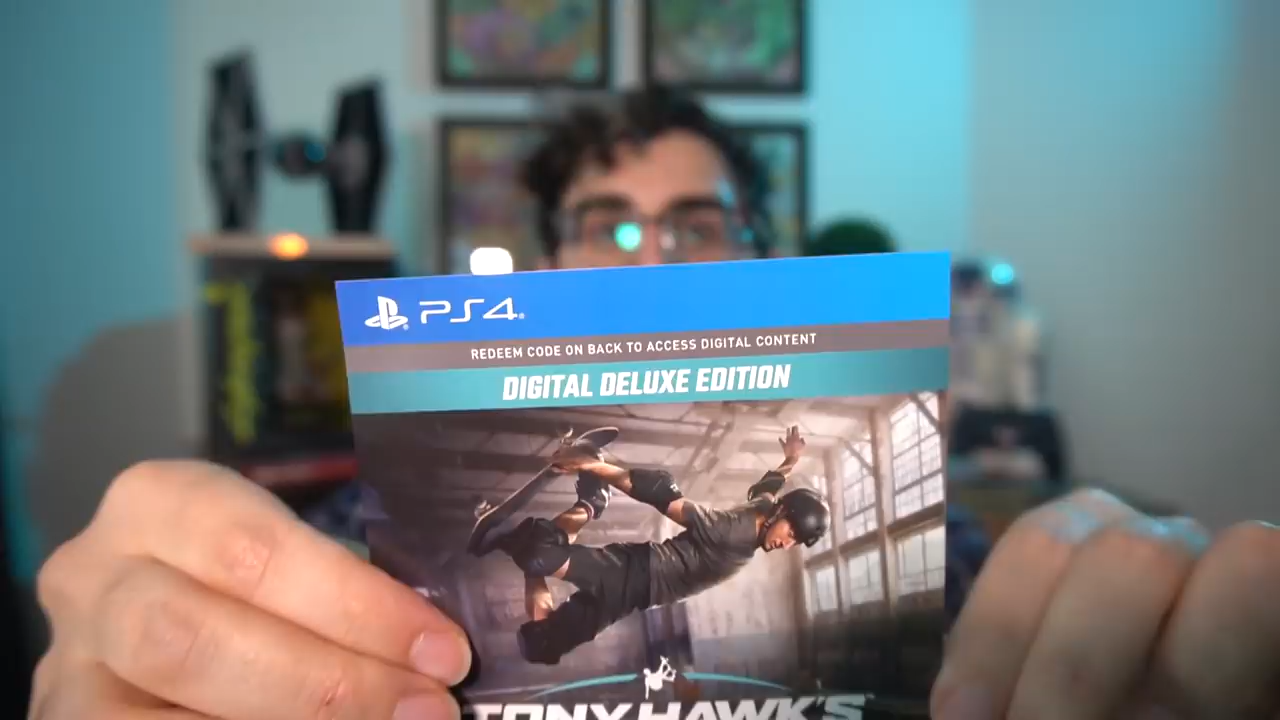 PS4
REDEEM CODE ON BACK TO ACCESS DIGITAL CONTENT
DIGITAL DELUXE EDITION
TONY HAWK'S